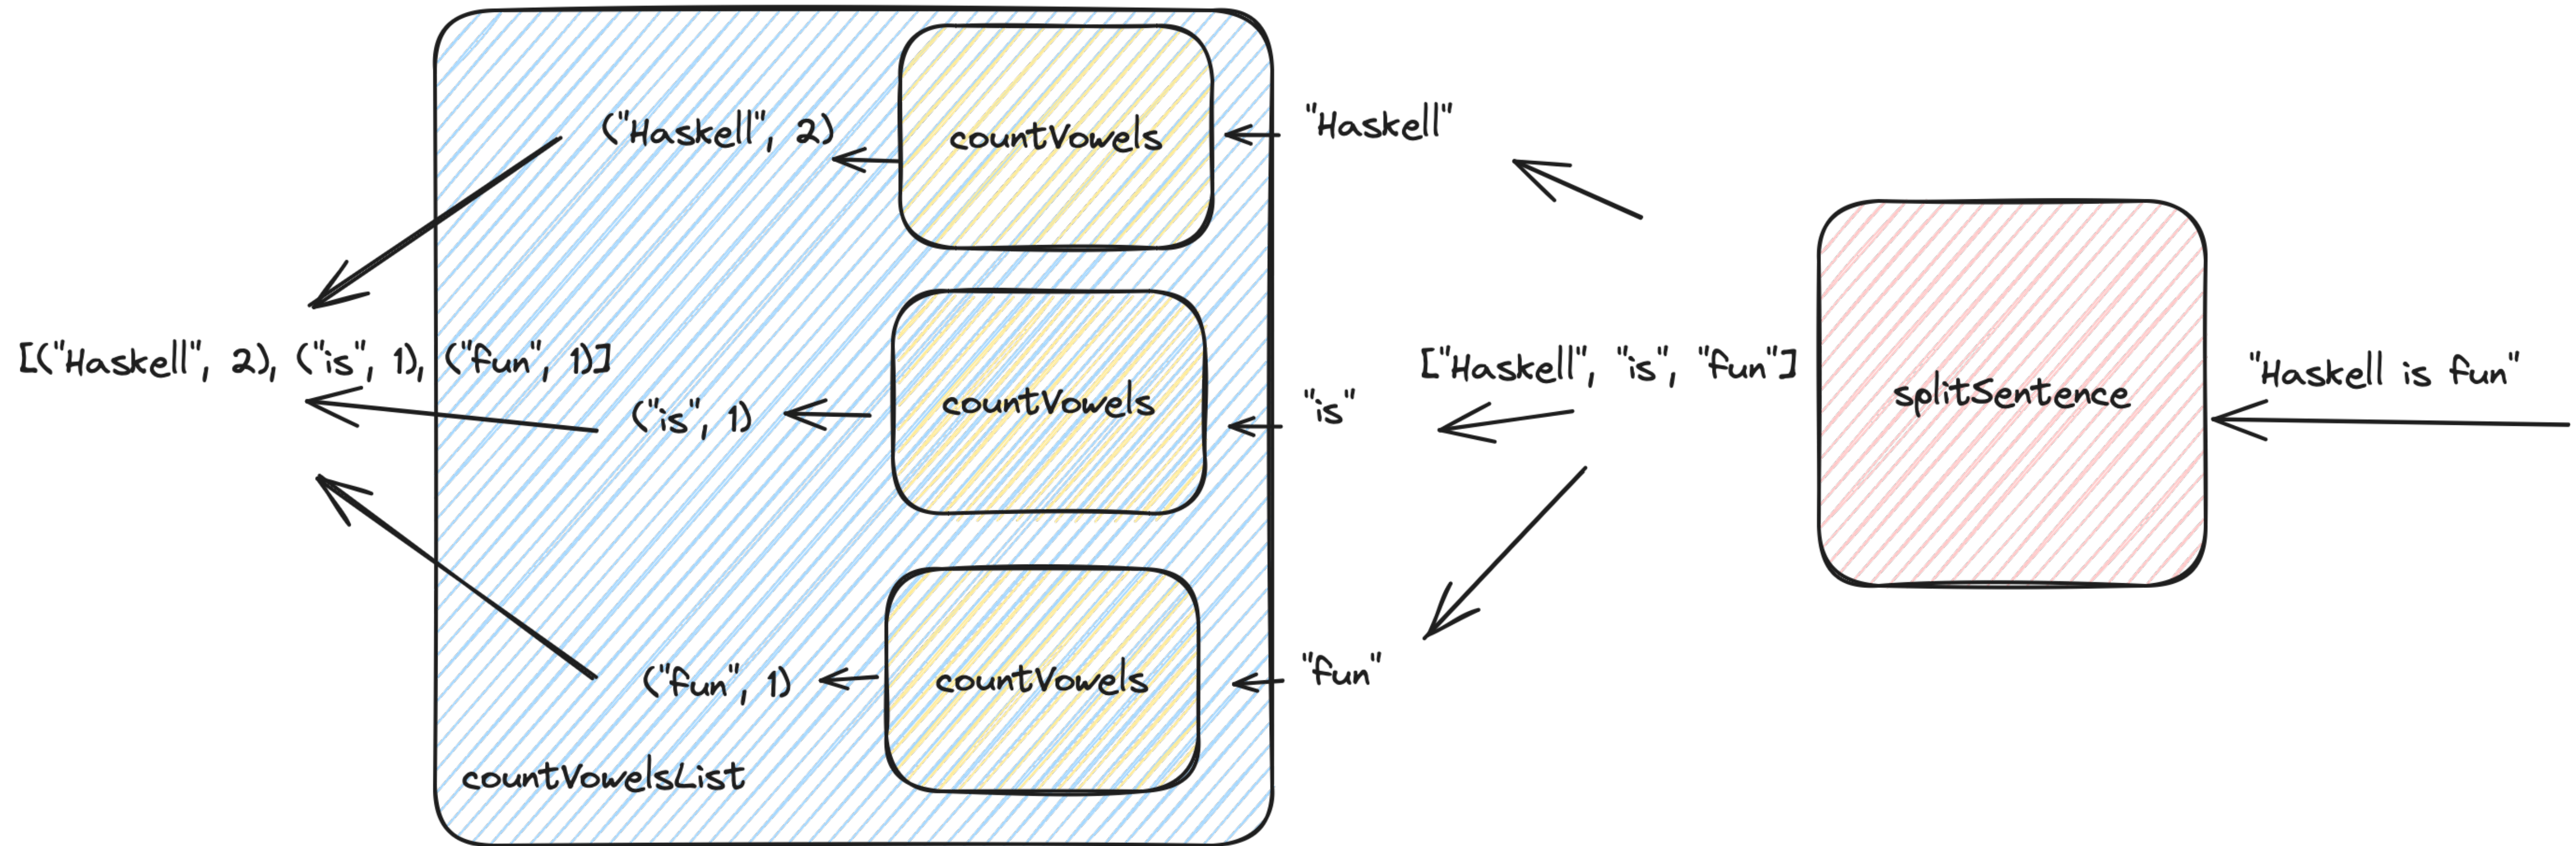 ("Haskell", 2)
countVowels
"Haskell"
[("Haskell", 2), ("is", 1), ("fun", 1)]
("is", 1)
countVowels
"is"
["Haskell", "is", "fun"]
splitSentence
"Haskell is fun"
("fun", 1)
countVowels
"fun"
countVowelsList